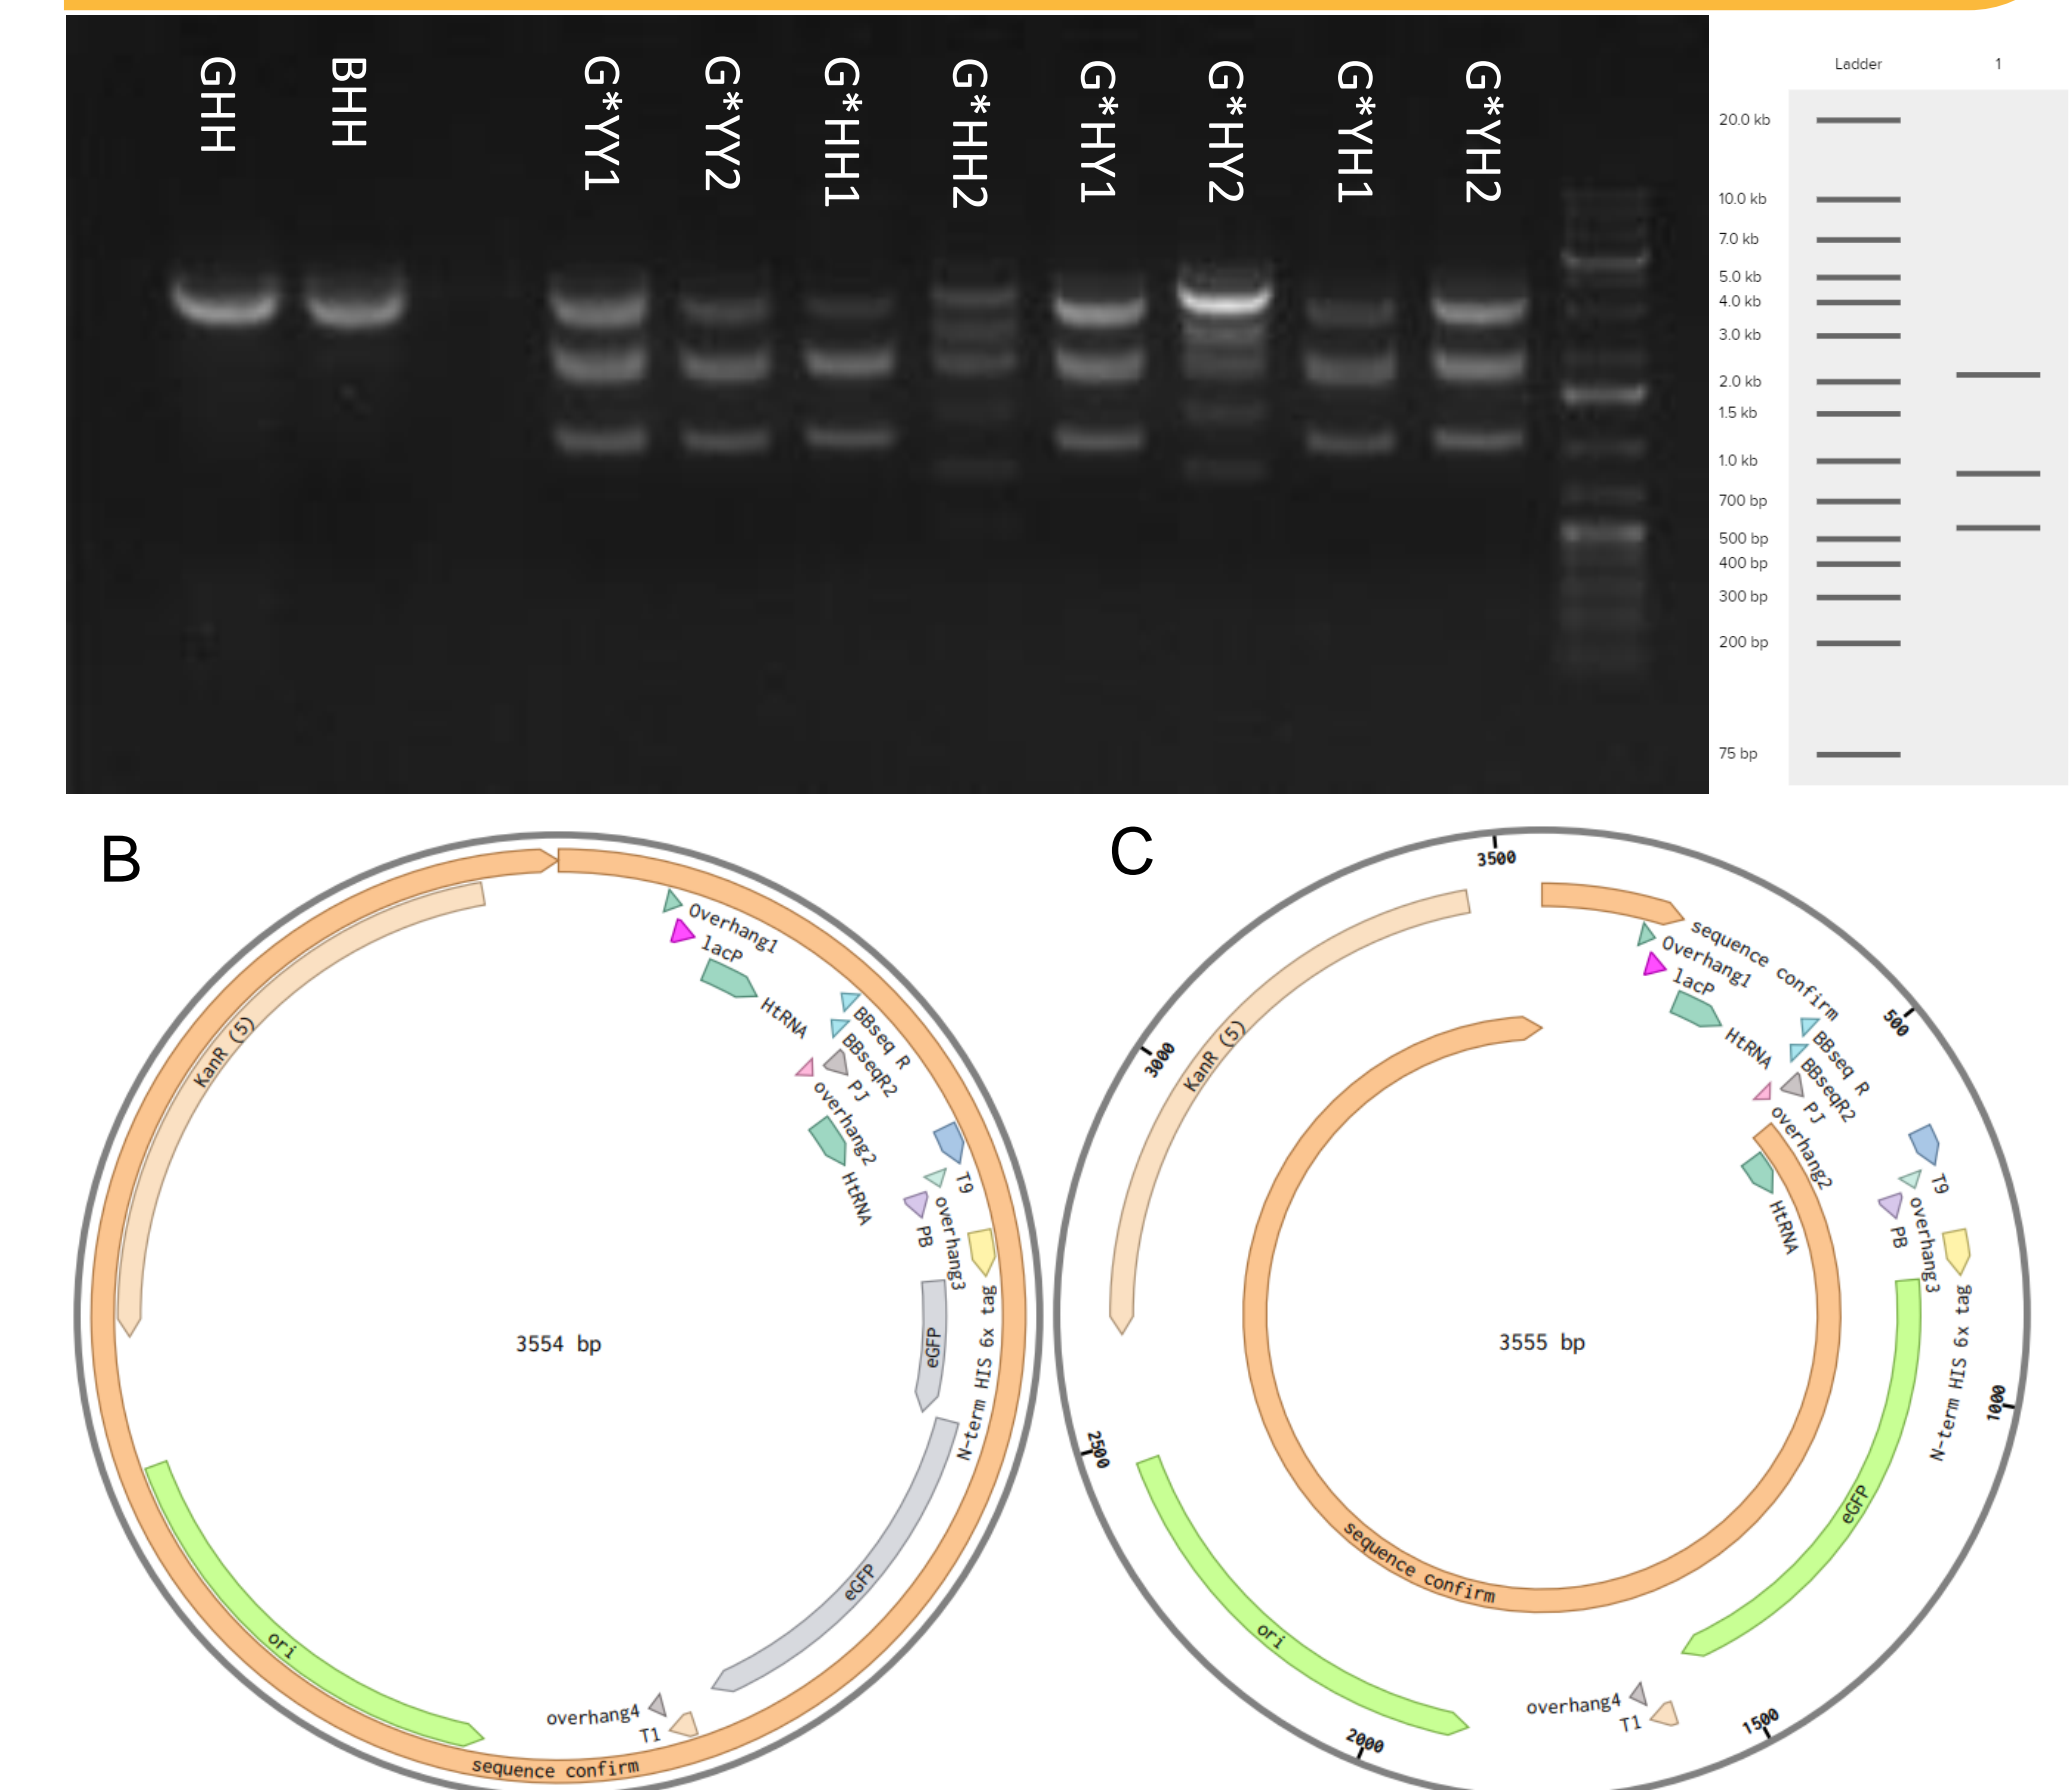 GHH
BHH
G*YY1
G*YY2
G*HH1
G*HH2
G*HY1
G*HY2
G*YH1
G*YH2
Ladder
1
20.0 kb
10.0 kb
7.0 kb
5.0 kb
4.0 kb
3.0 kb
2.0 kb
1.5 kb
1.0 kb
700 bp
500 bp
400 bp
300 bp
200 bp
75 bp
B
Overhang1
lacP
HtRNA
BBseq R
BBseqR2
PJ
overhang2
HtRNA
T9
overhang3
PB
N-term HIS 6x tag
eGFP
eGFP
KanR (5)
3554 bp
ori
overhang4
T1
sequence confirm
C
3500
sequence confirm
Overhang1
lacP
HtRNA
500
BBseq R
BBseqR2
PJ
overhang2
HtRNA
T9
overhang3
PB
N-term HIS 6x tag
1000
eGFP
KanR (5)
3000
3555 bp
2500
sequence confirm
ori
overhang4
T1
1500
2000